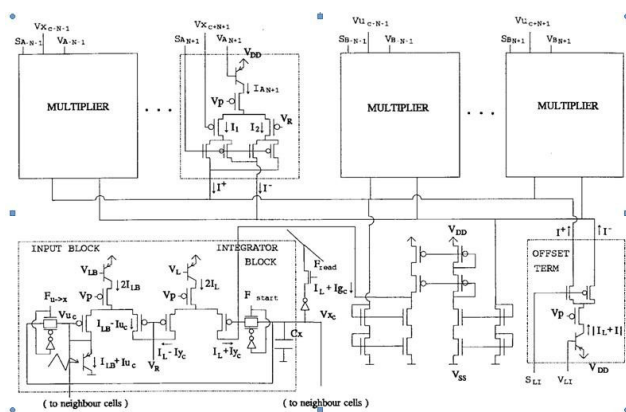 Vx c-N-1
SA-N-1 VA-N-1
MULTIPLIER
Vx c+N+1
SA N+1 VA N+1
VDD
IA N+1
Vp
I1 I2 VR
I+ I-
Vu c-N-1
SB-N-1 VB-N-1
MULTIPLIER
Vu c+N+1
SB N+1 VB N+1
MULTIPLIER
INPUT BLOCK
INTEGRATOR BLOCK
VLB
2ILB
Vp
VL
2IL
Vp
Fu->x
Vuc
ILB-Iuc
ILB+Iuc
IL-Iyc
VR
IL+Iyc
Fstart
Cx
Fread
IL+Igc
Vxc
VDD
VSS
I+ I-
OFFSET TERM
Vp
|IL+I|
VDD
SLI VLI
( to neighbour cells )
( to neighbour cells )